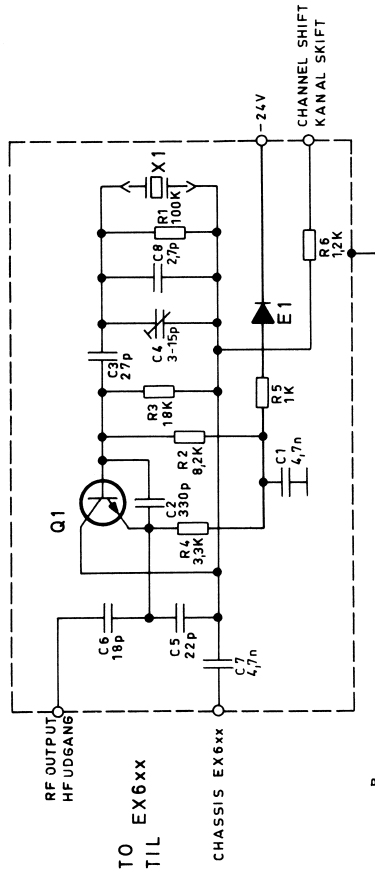 CHANNEL SHIFT
KANAL SKIFT
-24V
X1
R1
100K
C8
2,7p
C4
3-15p
C3
27p
R3
18K
R2
8,2K
R5
1K
E1
R6
1,2K
Q1
C2
330p
R4
3,3K
C1
4,7n
C6
18p
C5
22p
C7
4,7n
RF OUTPUT
HF UDGANG
TO EX6xx
TIL
CHASSIS EX6xx